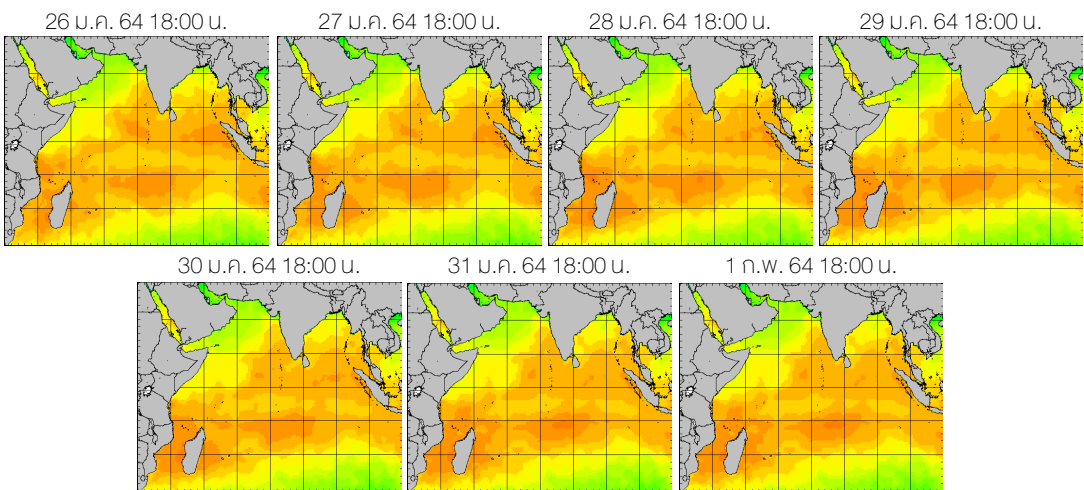 26 ม.ค. 64 18:00 น.
27 ม.ค. 64 18:00 น.
28 ม.ค. 64 18:00 น.
29 ม.ค. 64 18:00 น.
30 ม.ค. 64 18:00 น.
31 ม.ค. 64 18:00 น.
1 ก.พ. 64 18:00 น.